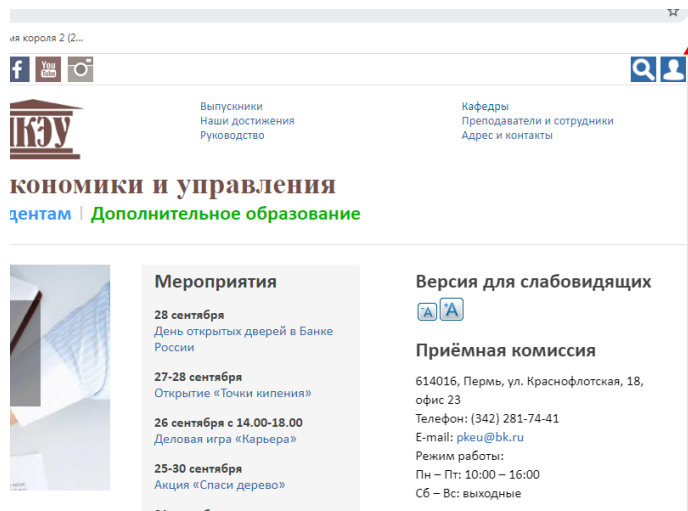 мя короля 2 (2...
You
Tube
Выпускники
Наши достижения
Руководство
Кафедры
Преподаватели и сотрудники
Адрес и контакты
КЭУ
кономики и управления
дентам | Дополнительное образование
Мероприятия
28 сентября
День открытых дверей в Банке
России
27-28 сентября
Открытие «Точки кипения»
26 сентября с 14.00-18.00
Деловая игра «Карьера»
25-30 сентября
Акция «Спаси дерево»
Версия для слабовидящих
-A +A
Приёмная комиссия
614016, Пермь, ул. Краснофлотская, 18,
офис 23
Телефон: (342) 281-74-41
E-mail: pkeu@bk.ru
Режим работы:
Пн – Пт: 10:00 – 16:00
Сб – Вс: выходные